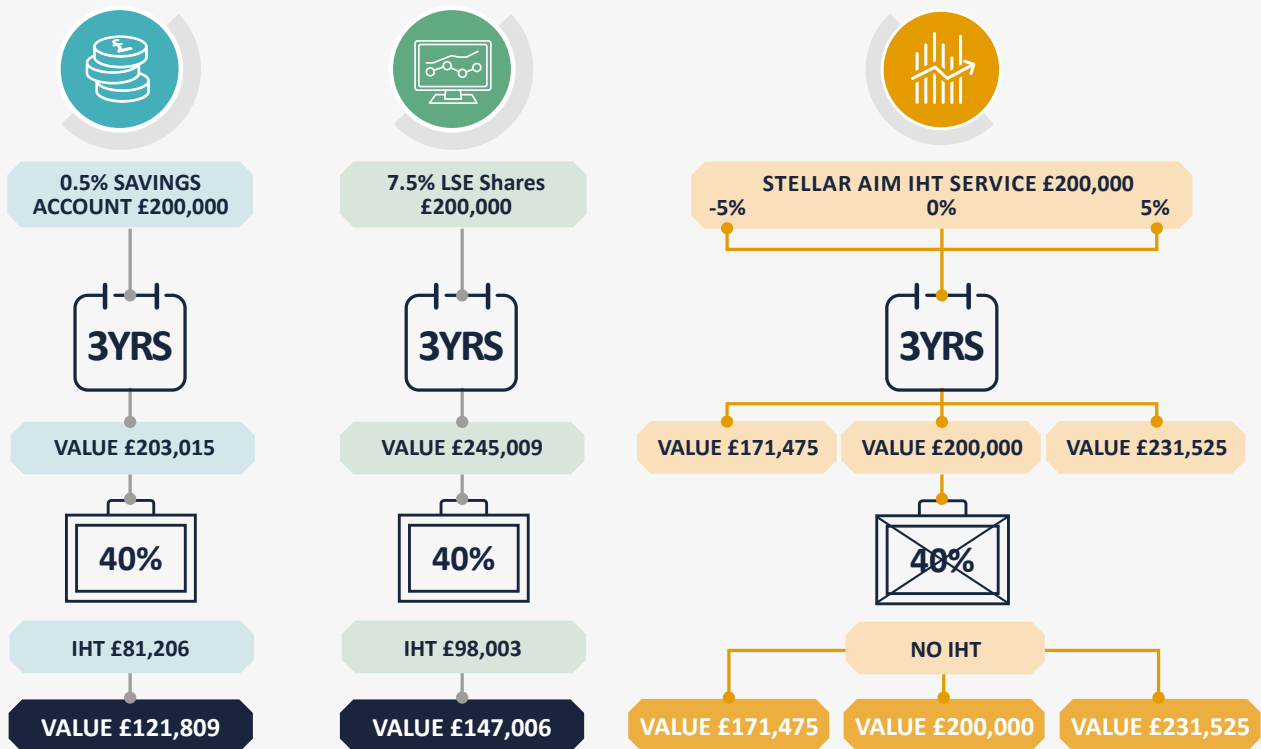 0.5% SAVINGS
ACCOUNT £200,000
7.5% LSE Shares
£200,000
STELLAR AIM IHT SERVICE £200,000
-5% 0% 5%
3YRS
3YRS
3YRS
VALUE £203,015
VALUE £245,009
VALUE £171,475
VALUE £200,000
VALUE £231,525
40%
40%
40%
IHT £81,206
IHT £98,003
NO IHT
VALUE £121,809
VALUE £147,006
VALUE £171,475
VALUE £200,000
VALUE £231,525